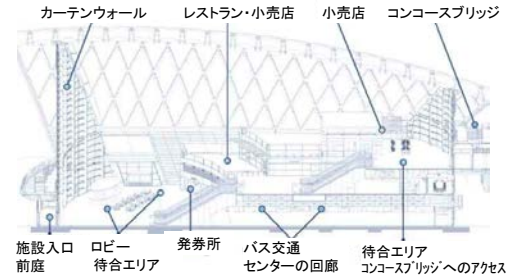 カーテンウォール
レストラン・小売店
小売店
コンコースブリッジ
施設入口
前庭
ロビー
待合エリア
発券所
バス交通
センターの回廊
待合エリア
コンコースブリッジへのアクセス